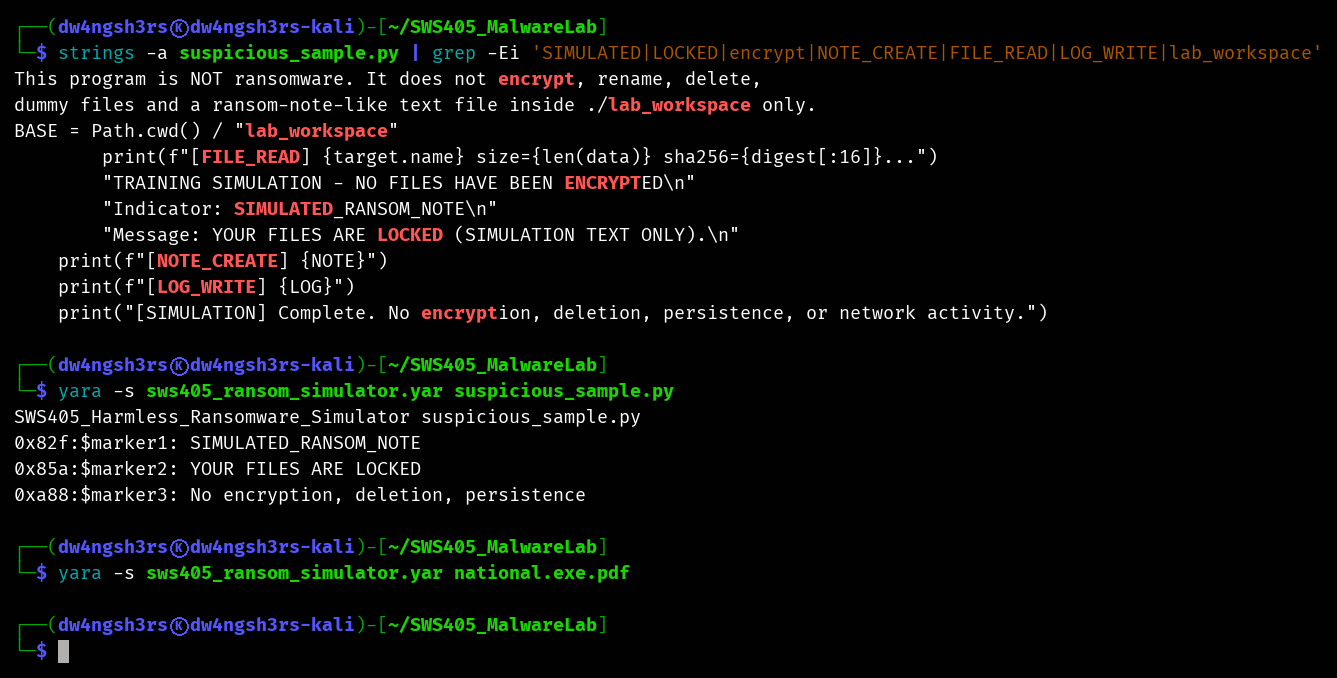 ┌──(dw4ngsh3rs㉿dw4ngsh3rs-kali)-[~/SWS405_MalwareLab]
└─$ strings -a suspicious_sample.py | grep -Ei 'SIMULATED|LOCKED|encrypt|NOTE_CREATE|FILE_READ|LOG_WRITE|lab_workspace'
This program is NOT ransomware. It does not encrypt, rename, delete,
dummy files and a ransom-note-like text file inside ./lab_workspace only.
BASE = Path.cwd() / "lab_workspace"
        print(f"[FILE_READ] {target.name} size={len(data)} sha256={digest[:16]}...")
        "TRAINING SIMULATION - NO FILES HAVE BEEN ENCRYPTED\n"
        "Indicator: SIMULATED_RANSOM_NOTE\n"
        "Message: YOUR FILES ARE LOCKED (SIMULATION TEXT ONLY).\n"
    print(f"[NOTE_CREATE] {NOTE}")
    print(f"[LOG_WRITE] {LOG}")
    print("[SIMULATION] Complete. No encryption, deletion, persistence, or network activity.")
┌──(dw4ngsh3rs㉿dw4ngsh3rs-kali)-[~/SWS405_MalwareLab]
└─$ yara -s sws405_ransom_simulator.yar suspicious_sample.py
SWS405_Harmless_Ransomware_Simulator suspicious_sample.py
0x82f:$marker1: SIMULATED_RANSOM_NOTE
0x85a:$marker2: YOUR FILES ARE LOCKED
0xa88:$marker3: No encryption, deletion, persistence
┌──(dw4ngsh3rs㉿dw4ngsh3rs-kali)-[~/SWS405_MalwareLab]
└─$ yara -s sws405_ransom_simulator.yar national.exe.pdf
┌──(dw4ngsh3rs㉿dw4ngsh3rs-kali)-[~/SWS405_MalwareLab]
└─$